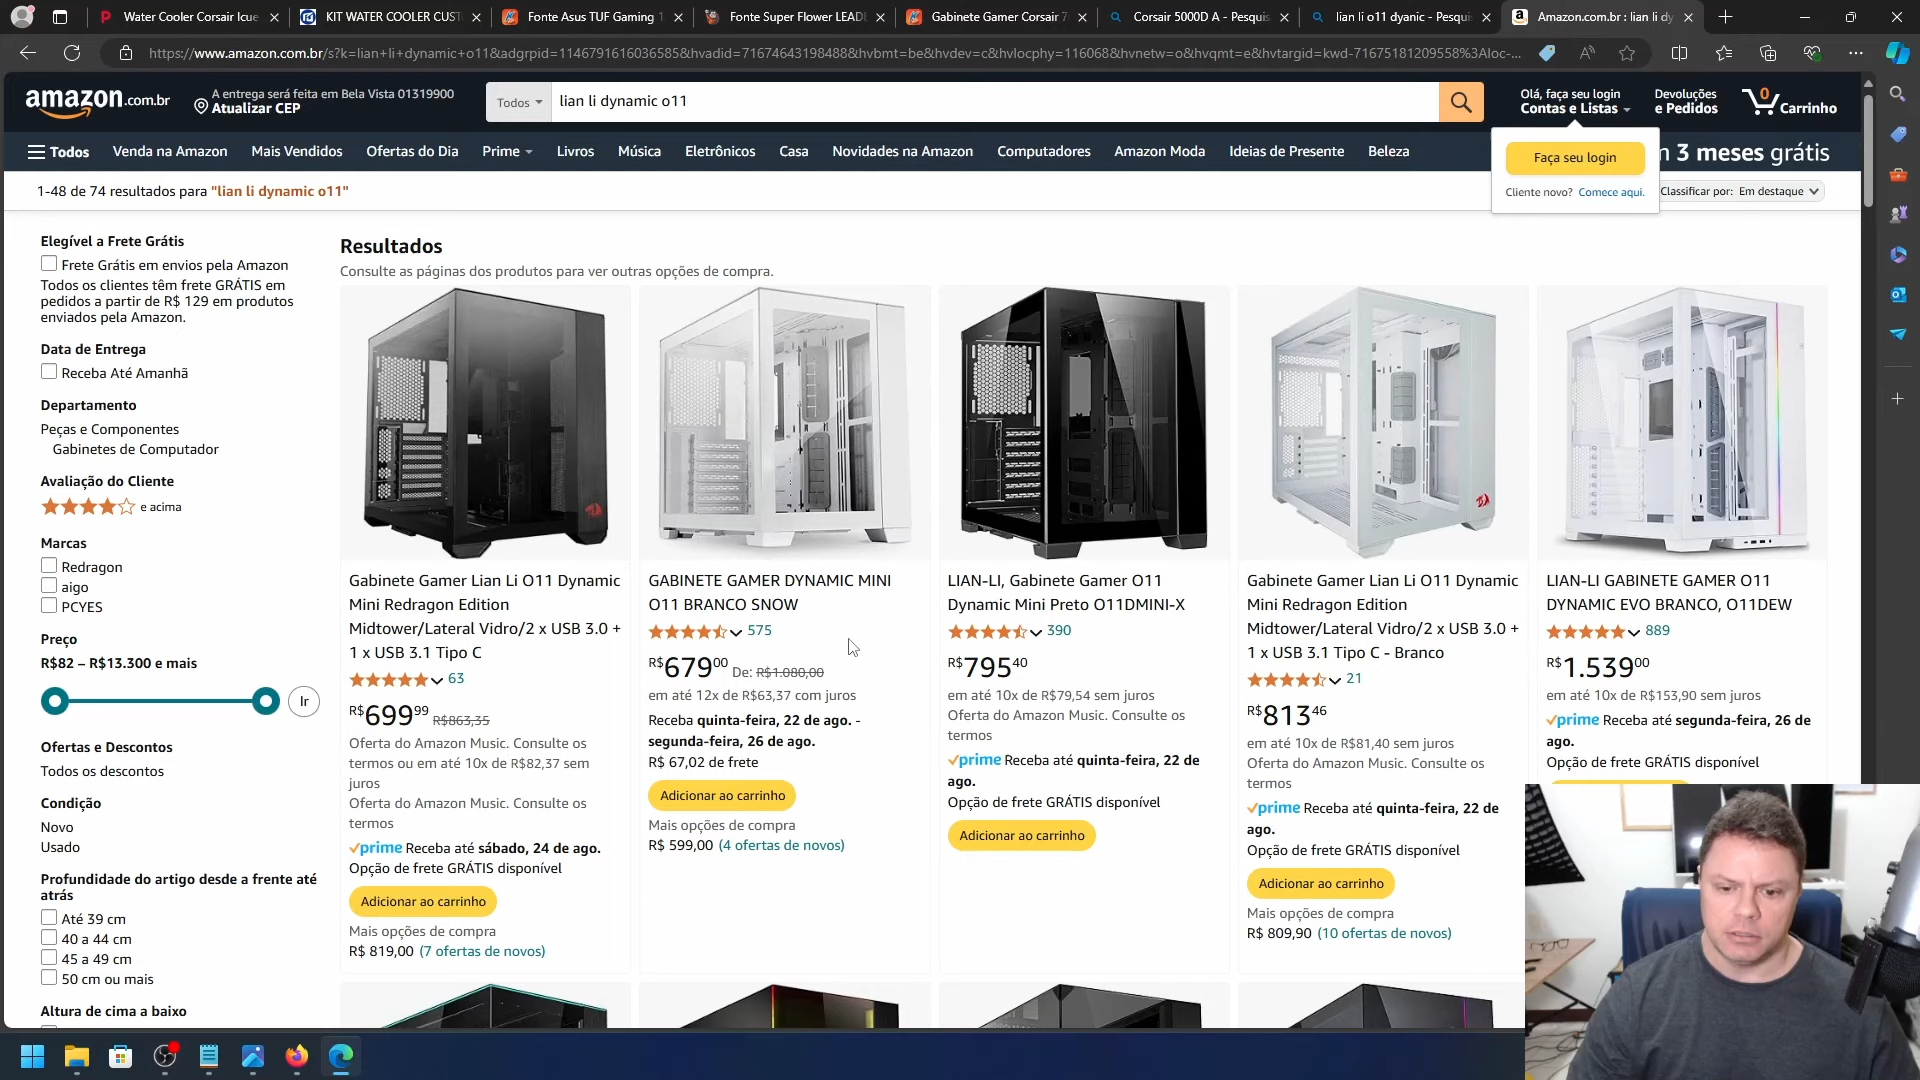 Water Cooler Corsair Icue
KIT WATER COOLER CUST
Fonte Asus TUF Gaming 1
Fonte Super Flower LEAD
Gabinete Gamer Corsair 7
Corsair 5000D A - Pesquis
lian li o11 dyanic - Pesqui
Amazon.com.br : lian li dy
https://www.amazon.com.br/s?k=lian+li+dynamic+o11&adgrpid=114679161603658
amazon.com.br
A entrega será feita em Bela Vista 01319900
Atualizar CEP
Todos
lian li dynamic o11
Olá, faça seu login
Contas e Listas
Devoluções
e Pedidos
0
Carrinho
Todos
Venda na Amazon
Mais Vendidos
Ofertas do Dia
Prime
Livros
Música
Eletrônicos
Casa
Novidades na Amazon
Computadores
Amazon Moda
Ideias de Presente
Beleza
3 meses grátis
Faça seu login
Cliente novo? Comece aqui.
1-48 de 74 resultados para "lian li dynamic o11"
Classificar por: Em destaque
Elegível a Frete Grátis
Frete Grátis em envios pela Amazon
Todos os clientes têm frete GRÁTIS em
pedidos a partir de R$ 129 em produtos
enviados pela Amazon.
Data de Entrega
Receba Até Amanhã
Departamento
Peças e Componentes
Gabinetes de Computador
Avaliação do Cliente
e acima
Marcas
Redragon
aigo
PCYES
Preço
R$82 – R$13.300 e mais
Ir
Ofertas e Descontos
Todos os descontos
Condição
Novo
Usado
Profundidade do artigo desde a frente até
atrás
Até 39 cm
40 a 44 cm
45 a 49 cm
50 cm ou mais
Altura de cima a baixo
Resultados
Consulte as páginas dos produtos para ver outras opções de compra.
Gabinete Gamer Lian Li O11 Dynamic
Mini Redragon Edition
Midtower/Lateral Vidro/2 x USB 3.0 +
1 x USB 3.1 Tipo C
63
R$699,99 R$863,35
Oferta do Amazon Music. Consulte os
termos ou em até 10x de R$82,37 sem
juros
Oferta do Amazon Music. Consulte os
termos
prime Receba até sábado, 24 de ago.
Opção de frete GRÁTIS disponível
Adicionar ao carrinho
Mais opções de compra
R$ 819,00 (7 ofertas de novos)
GABINETE GAMER DYNAMIC MINI
O11 BRANCO SNOW
575
R$679,00 De: R$1.080,00
em até 12x de R$63,37 com juros
Receba quinta-feira, 22 de ago. -
segunda-feira, 26 de ago.
R$ 67,02 de frete
Adicionar ao carrinho
Mais opções de compra
R$ 599,00 (4 ofertas de novos)
LIAN-LI, Gabinete Gamer O11
Dynamic Mini Preto O11DMINI-X
390
R$795,40
em até 10x de R$79,54 sem juros
Oferta do Amazon Music. Consulte os
termos
prime Receba até quinta-feira, 22 de
ago.
Opção de frete GRÁTIS disponível
Adicionar ao carrinho
Gabinete Gamer Lian Li O11 Dynamic
Mini Redragon Edition
Midtower/Lateral Vidro/2 x USB 3.0 +
1 x USB 3.1 Tipo C - Branco
21
R$813,46
em até 10x de R$81,40 sem juros
Oferta do Amazon Music. Consulte os
termos
prime Receba até quinta-feira, 22 de
ago.
Opção de frete GRÁTIS disponível
Adicionar ao carrinho
Mais opções de compra
R$ 809,90 (10 ofertas de novos)
LIAN-LI GABINETE GAMER O11
DYNAMIC EVO BRANCO, O11DEW
889
R$1.539,00
em até 10x de R$153,90 sem juros
prime Receba até segunda-feira, 26 de
ago.
Opção de frete GRÁTIS disponível